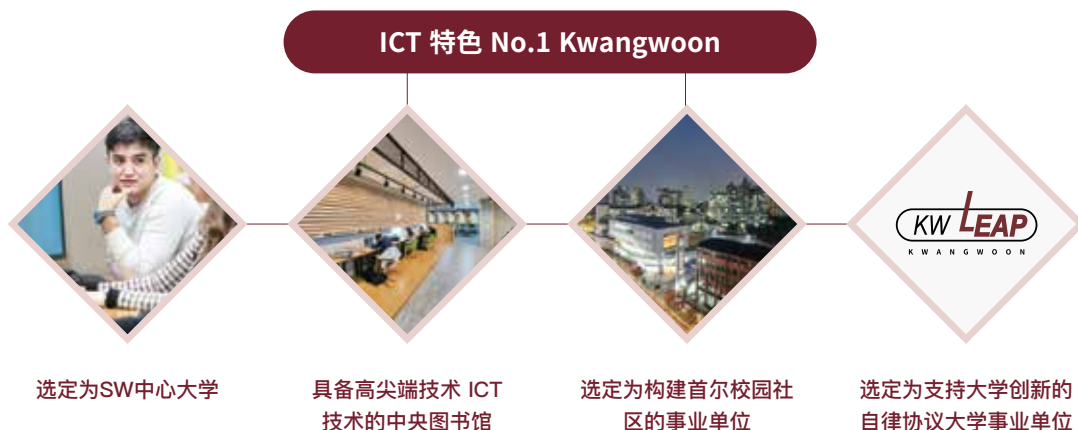 ICT 特色 No.1 Kwangwoon
KW LEAP
KWANGWOON
选定为SW中心大学
具备高尖端技术 ICT
技术的中央图书馆
选定为构建首尔校园社
区的事业单位
选定为支持大学创新的
自律协议大学事业单位